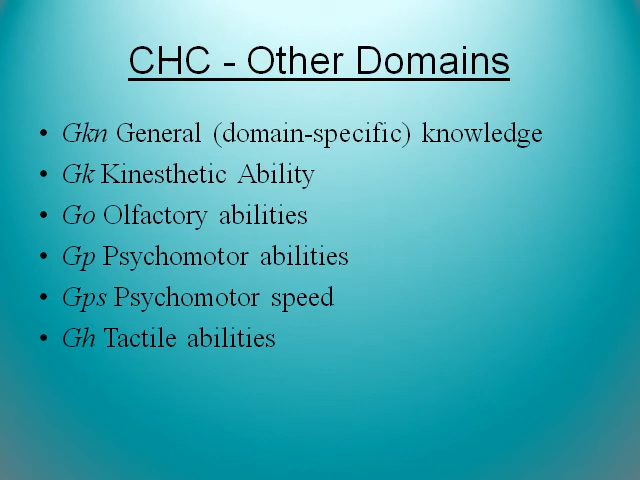 CHC - Other Domains
• Gkn General (domain-specific) knowledge
• Gk Kinesthetic Ability
• Go Olfactory abilities
• Gp Psychomotor abilities
• Gps Psychomotor speed
• Gh Tactile abilities